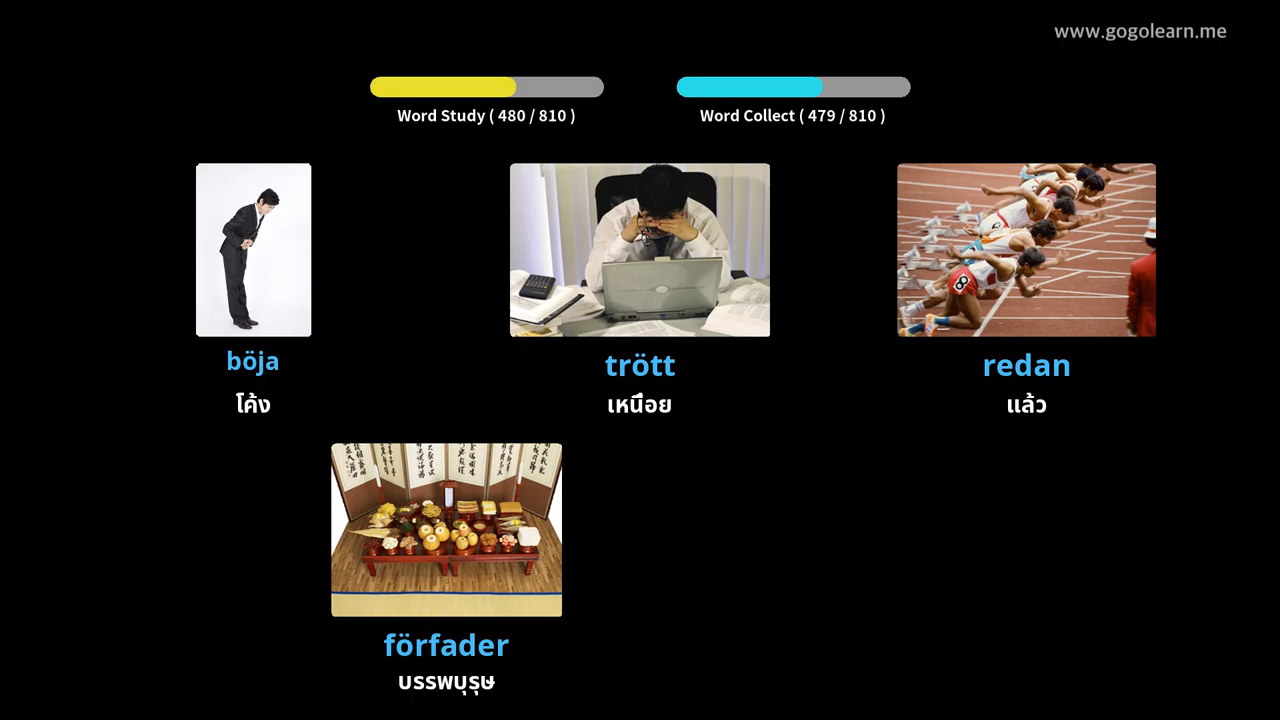 www.gogolearn.me
Word Study ( 480 / 810 )
Word Collect ( 479 / 810 )
böja
โค้ง
trött
เหนื่อย
redan
แล้ว
förfader
บรรพบุรุษ